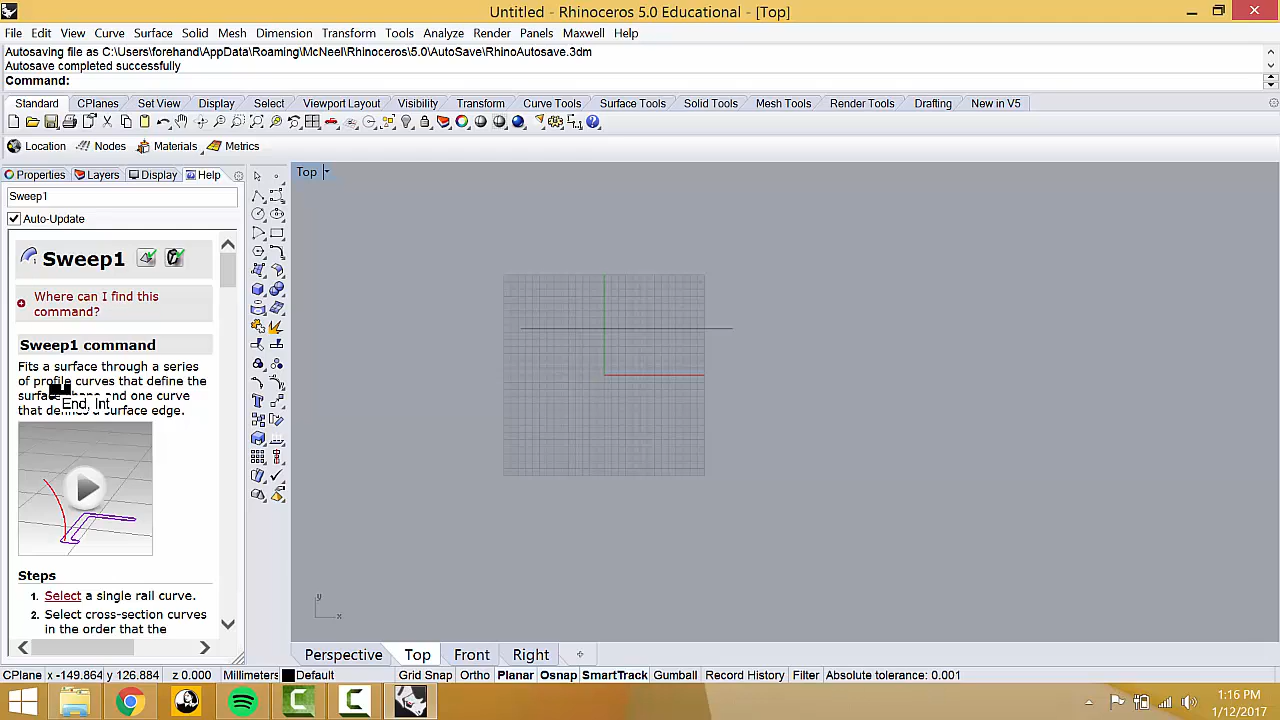 Untitled - Rhinoceros 5.0 Educational - [Top]
File Edit View Curve Surface Solid Mesh Dimension Transform Tools Analyze Render Panels Maxwell Help
Autosaving file as C:\Users\forehand\AppData\Roaming\McNeel\Rhinoceros\5.0\AutoSave\RhinoAutosave.3dm
Autosave completed successfully
Command:
Standard CPlanes Set View Display Select Viewport Layout Visibility Transform Curve Tools Surface Tools Solid Tools Mesh Tools Render Tools Drafting New in V5
Location Nodes Materials Metrics
Properties Layers Display Help
Top
Sweep1
Auto-Update
Sweep1
Where can I find this
command?
Sweep1 command
Fits a surface through a series
of profile curves that define the
surface shape and one curve
that defines a surface edge.
End, Int
Steps
1. Select a single rail curve.
2. Select cross-section curves
in the order that the
y
x
Perspective Top Front Right
CPlane x -149.864 y 126.884 z 0.000 Millimeters Default Grid Snap Ortho Planar Osnap SmartTrack Gumball Record History Filter Absolute tolerance: 0.001
1:16 PM
1/12/2017